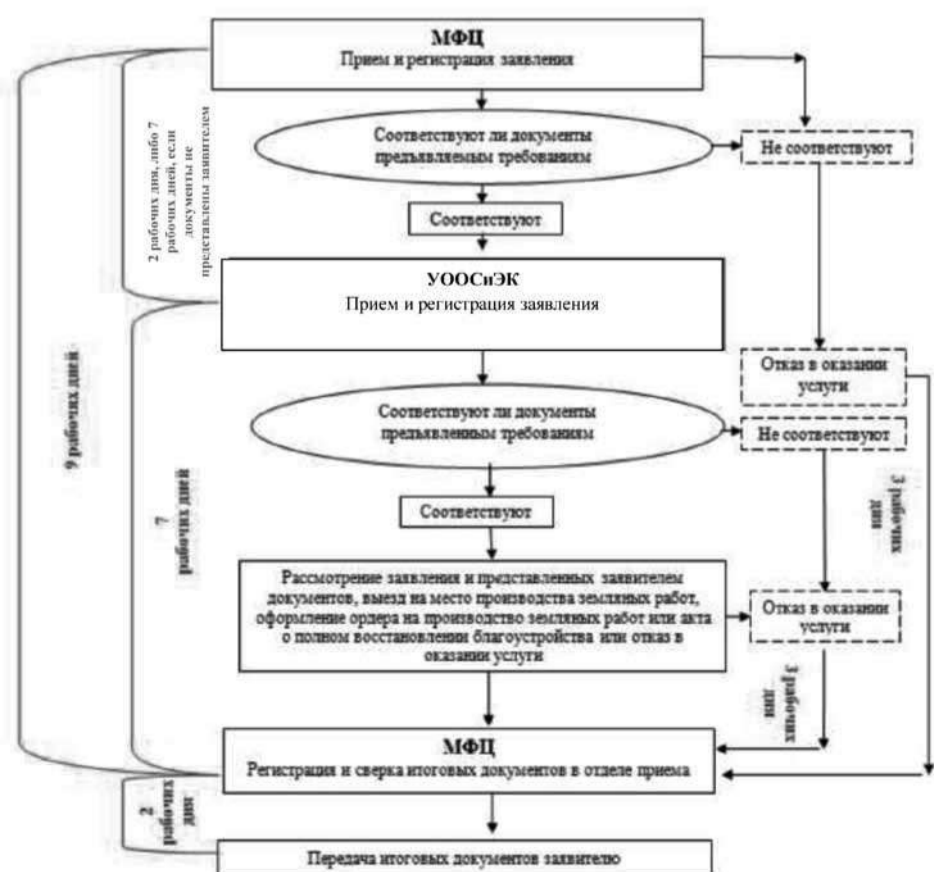 МФЦ
Прием и регистрация заявления
Соответствуют ли документы
предъявляемым требованиям
Не соответствуют
Соответствуют
2 рабочих дня, либо 7
рабочих дней, если
документы не
представлены заявителем
УООСиЭК
Прием и регистрация заявления
Отказ в оказании
услуги
Соответствуют ли документы
предъявленным требованиям
Не соответствуют
9 рабочих дней
7
рабочих дней
3 рабочих
дни
Соответствуют
Рассмотрение заявления и представленных заявителем
документов, выезд на место производства земляных работ,
оформление ордера на производство земляных работ или акта
о полном восстановлении благоустройства или отказ в
оказании услуги
Отказ в оказании
услуги
3 рабочих
дни
МФЦ
Регистрация и сверка итоговых документов в отделе приема
2
рабочих
дня
Передача итоговых документов заявителю